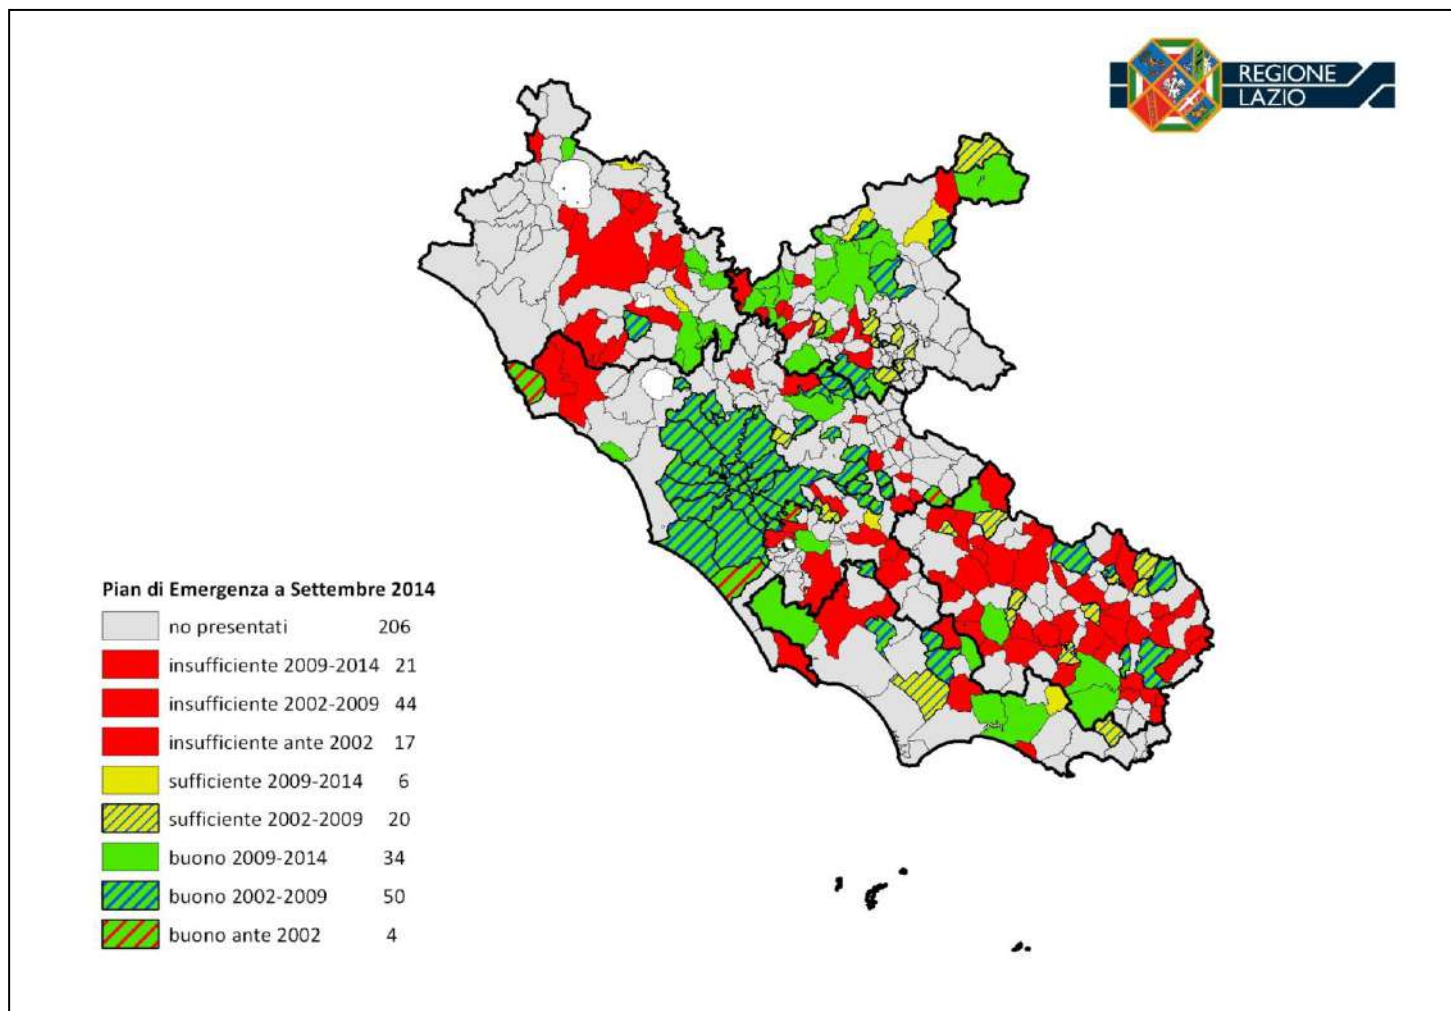 REGIONE
LAZIO
Pian di Emergenza a Settembre 2014
no presentati 206
insufficiente 2009-2014 21
insufficiente 2002-2009 44
insufficiente ante 2002 17
sufficiente 2009-2014 6
sufficiente 2002-2009 20
buono 2009-2014 34
buono 2002-2009 50
buono ante 2002 4